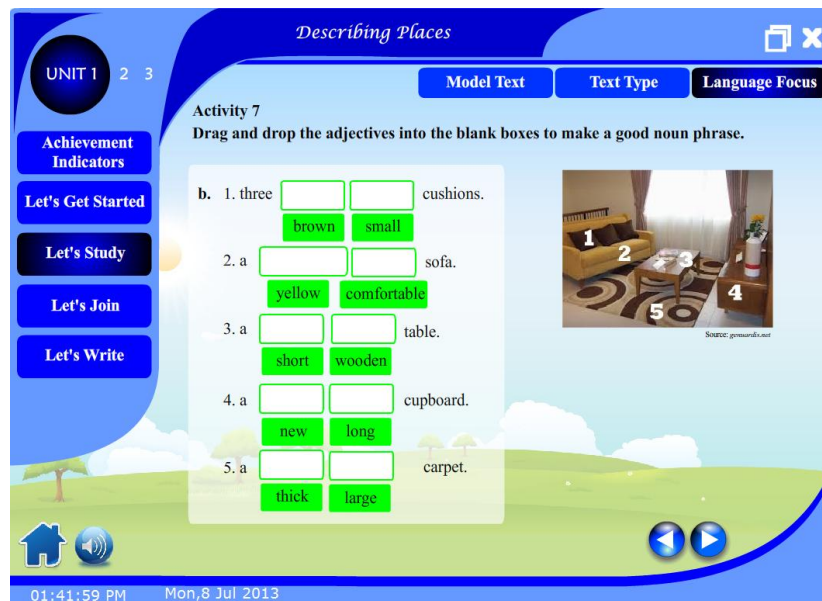 Describing Places
UNIT 1 2 3
Model Text
Text Type
Language Focus
Achievement
Indicators
Let's Get Started
Let's Study
Let's Join
Let's Write
Activity 7
Drag and drop the adjectives into the blank boxes to make a good noun phrase.
b. 1. three cushions.
brown small
2. a sofa.
yellow comfortable
3. a table.
short wooden
4. a cupboard.
new long
5. a carpet.
thick large
1
2
3
4
5
Source: gemuardis.net
01:41:59 PM Mon,8 Jul 2013